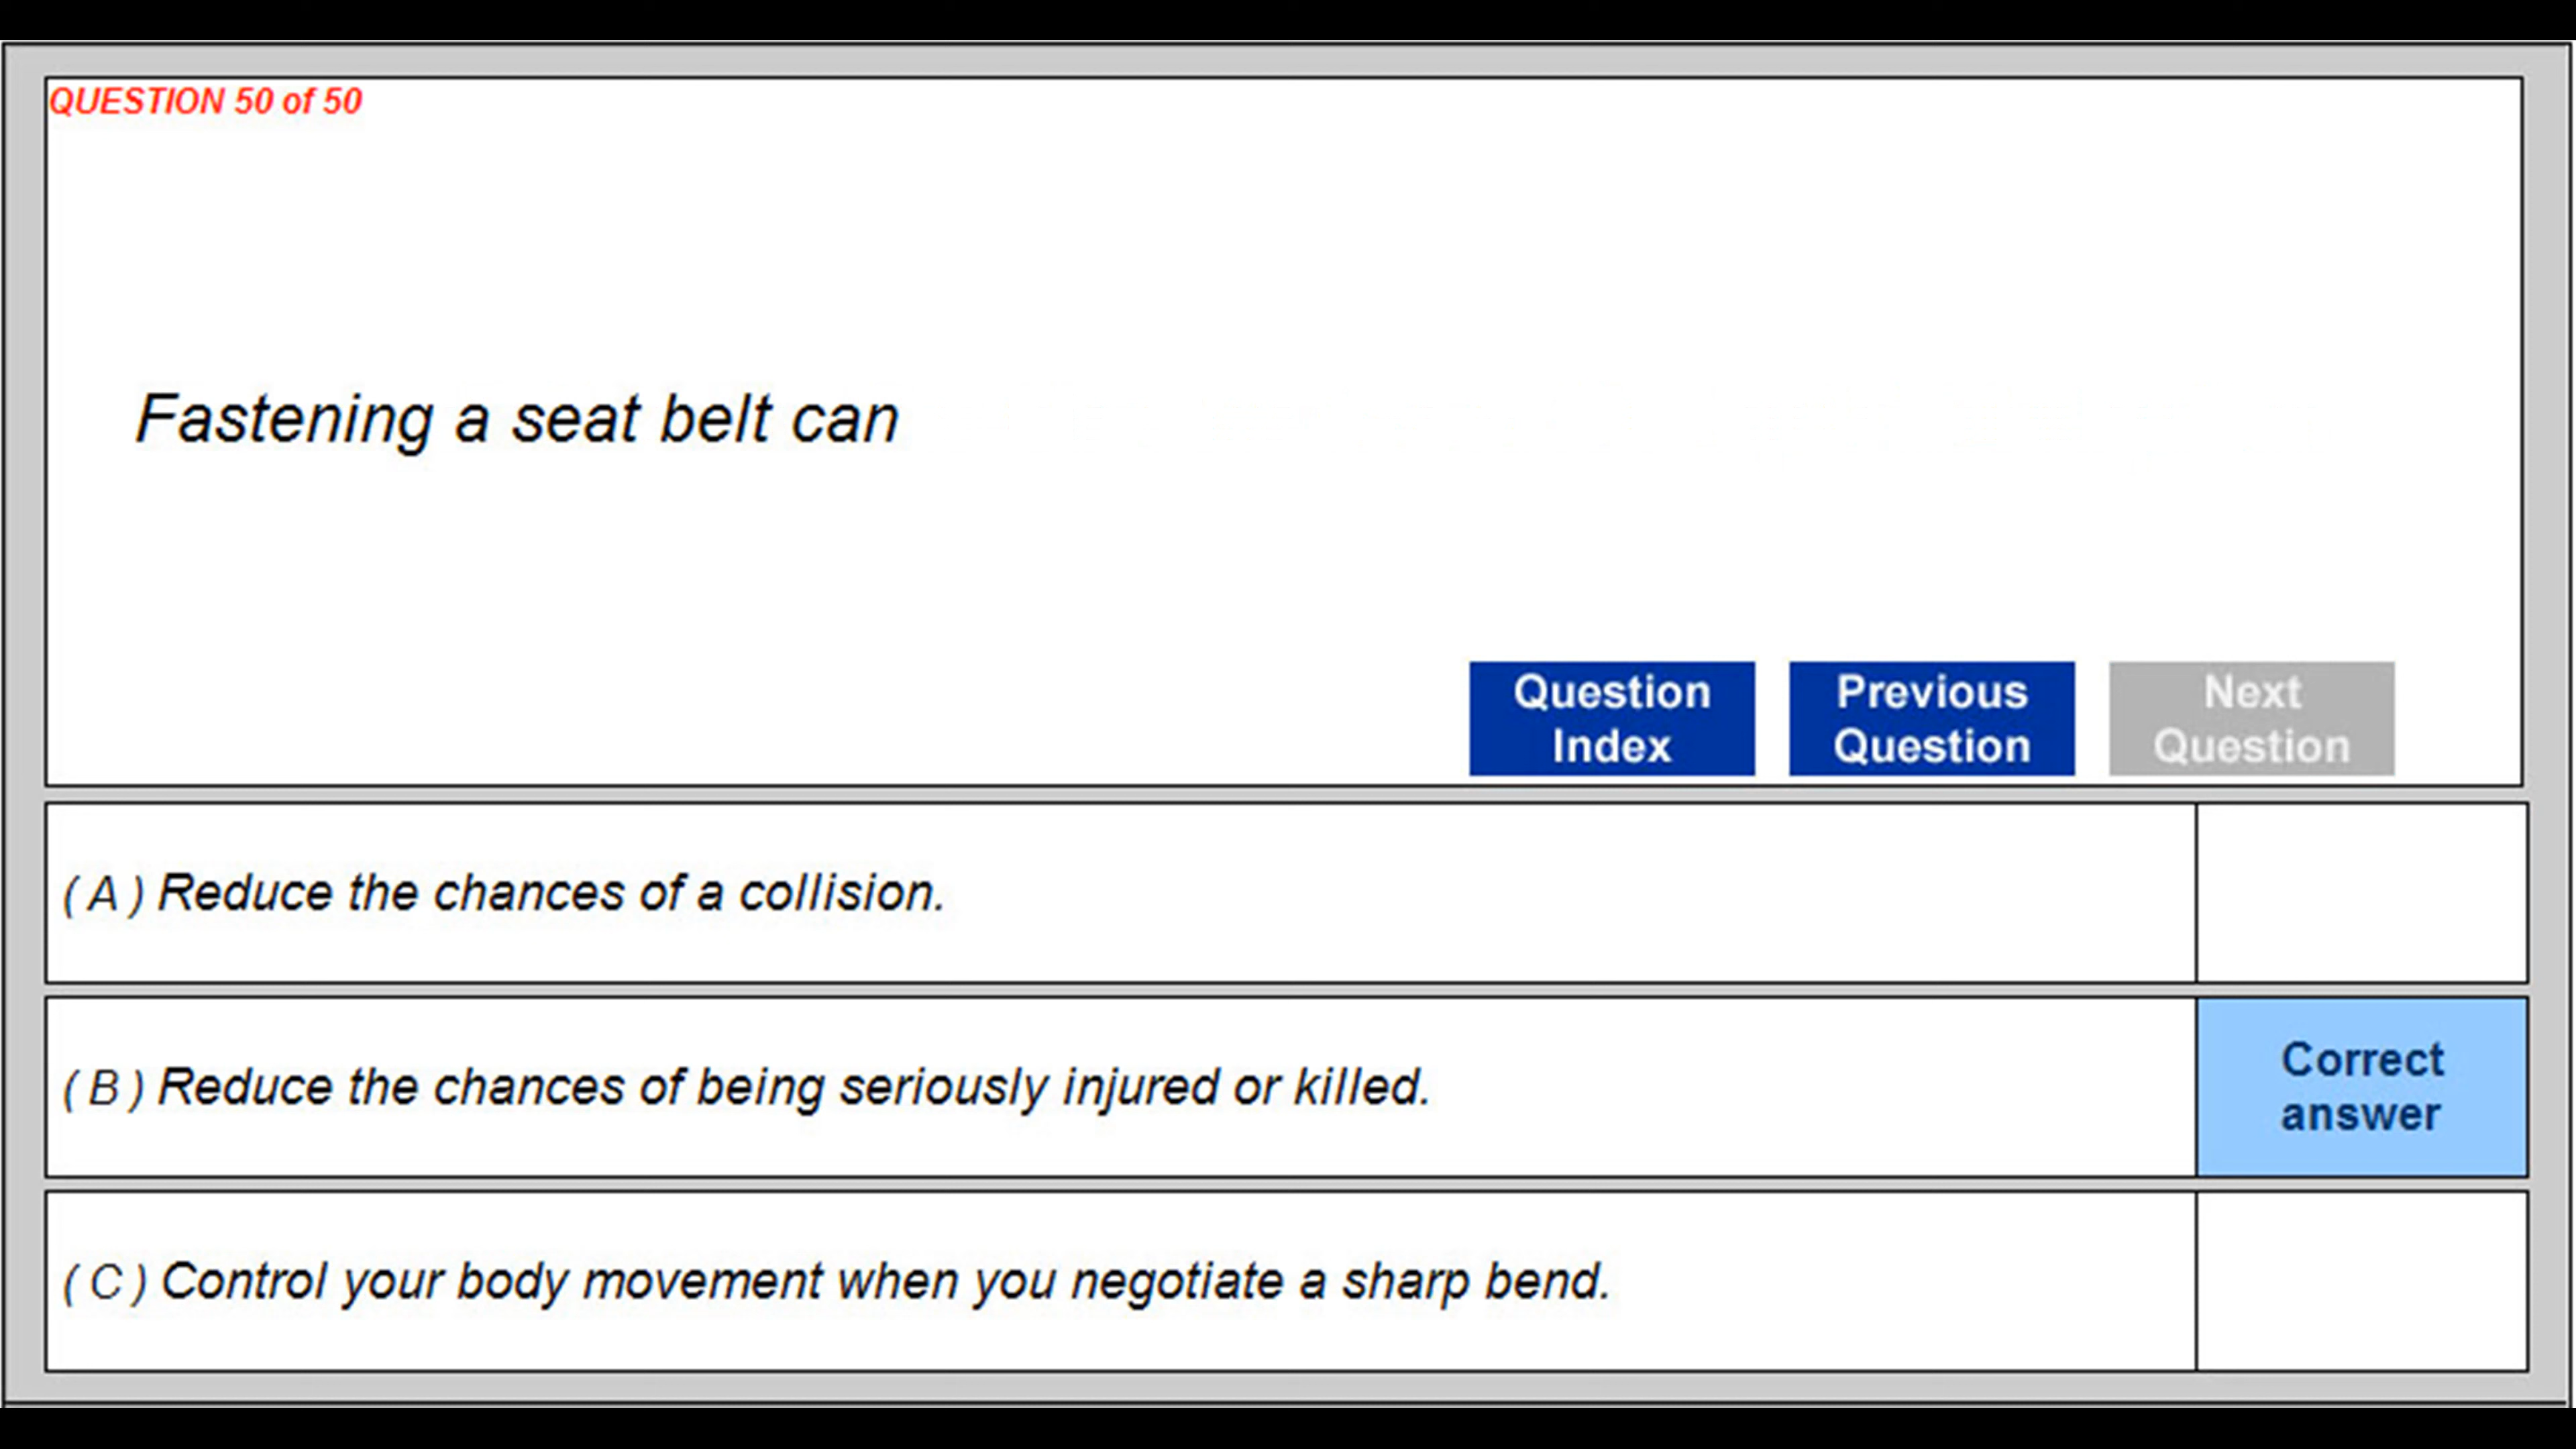 QUESTION 50 of 50
Fastening a seat belt can
Question
Index
Previous
Question
Next
Question
( A ) Reduce the chances of a collision.
( B ) Reduce the chances of being seriously injured or killed.
Correct
answer
( C ) Control your body movement when you negotiate a sharp bend.